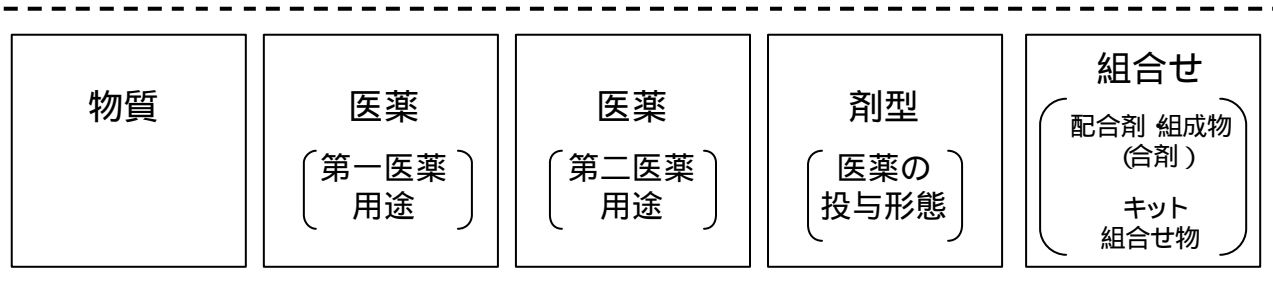 物質
医薬
第一医薬
用途
医薬
第二医薬
用途
剤型
医薬の
投与形態
組合せ
配合剤 組成物
(合剤)
キット
組合せ物